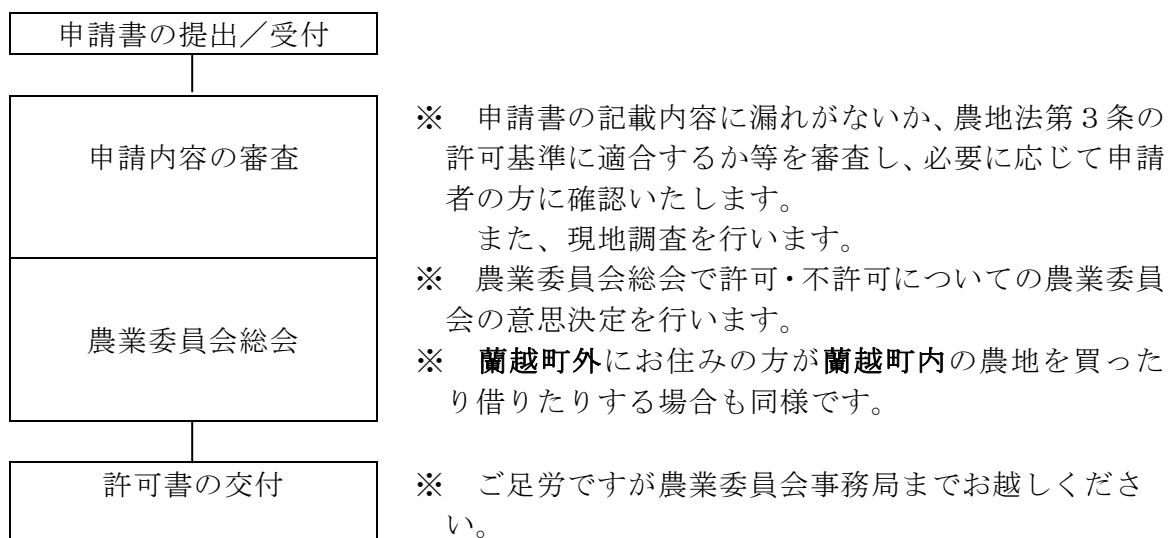 申請書の提出／受付
申請内容の審査
※　申請書の記載内容に漏れがないか、農地法第３条の
許可基準に適合するか等を審査し、必要に応じて申請
者の方に確認いたします。
また、現地調査を行います。
農業委員会総会
※　農業委員会総会で許可・不許可についての農業委員
会の意思決定を行います。
※　蘭越町外にお住みの方が蘭越町内の農地を買った
り借りたりする場合も同様です。
許可書の交付
※　ご足労ですが農業委員会事務局までお越しくださ
い。